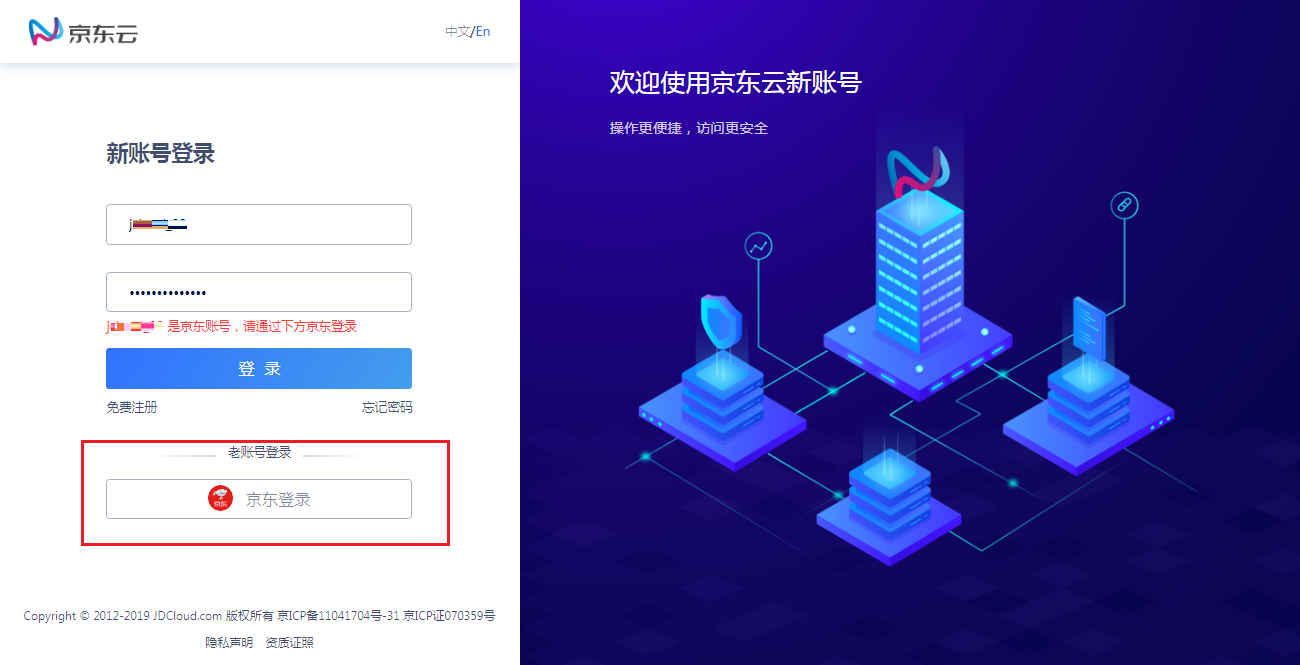 京东云
中文/En
新账号登录
••••••••••••••
是京东账号，请通过下方京东登录
登 录
免费注册 忘记密码
老账号登录
京东 京东登录
Copyright © 2012-2019 JDCloud.com 版权所有 京ICP备11041704号-31 京ICP证070359号
隐私声明 资质证照
欢迎使用京东云新账号
操作更便捷，访问更安全